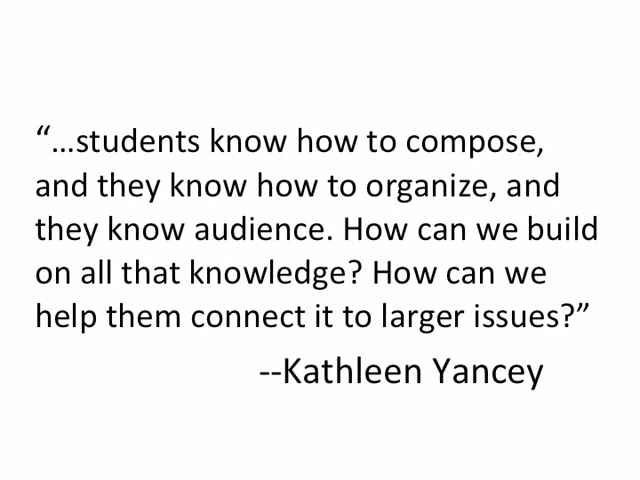 “…students know how to compose,
and they know how to organize, and
they know audience. How can we build
on all that knowledge? How can we
help them connect it to larger issues?”
--Kathleen Yancey